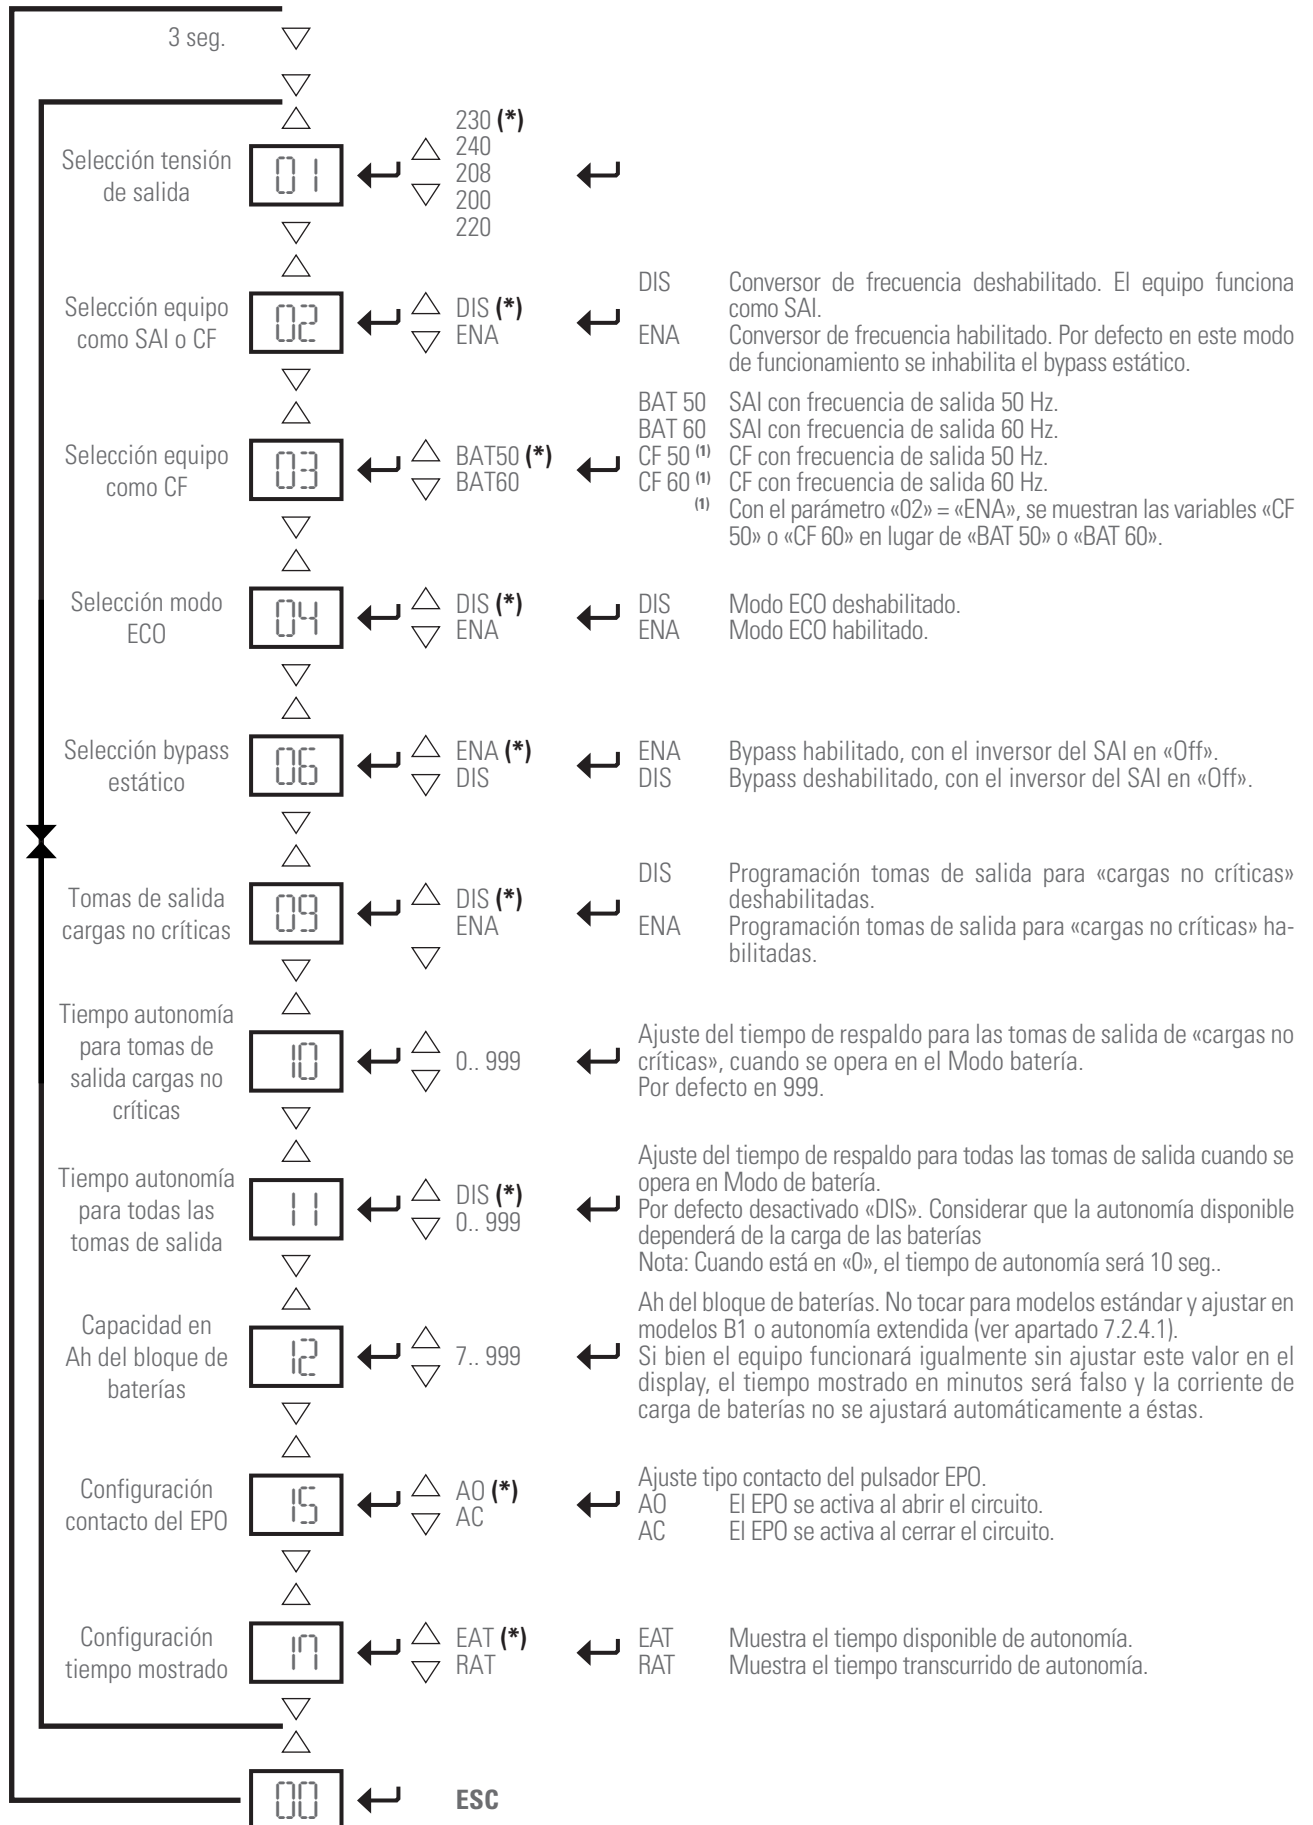 3 seg.
Selección tensión
de salida
01
230 (*)
240
208
200
220
Selección equipo
como SAI o CF
02
DIS (*)
ENA
DIS Conversor de frecuencia deshabilitado. El equipo funciona
como SAI.
ENA Conversor de frecuencia habilitado. Por defecto en este modo
de funcionamiento se inhabilita el bypass estático.
Selección equipo
como CF
03
BAT50 (*)
BAT60
BAT 50 SAI con frecuencia de salida 50 Hz.
BAT 60 SAI con frecuencia de salida 60 Hz.
CF 50 (1) CF con frecuencia de salida 50 Hz.
CF 60 (1) CF con frecuencia de salida 60 Hz.
(1) Con el parámetro «02» = «ENA», se muestran las variables «CF
50» o «CF 60» en lugar de «BAT 50» o «BAT 60».
Selección modo
ECO
04
DIS (*)
ENA
DIS Modo ECO deshabilitado.
ENA Modo ECO habilitado.
Selección bypass
estático
06
ENA (*)
DIS
ENA Bypass habilitado, con el inversor del SAI en «Off».
DIS Bypass deshabilitado, con el inversor del SAI en «Off».
Tomas de salida
cargas no críticas
09
DIS (*)
ENA
DIS Programación tomas de salida para «cargas no críticas»
deshabilitadas.
ENA Programación tomas de salida para «cargas no críticas» ha-
bilitadas.
Tiempo autonomía
para tomas de
salida cargas no
críticas
10
0.. 999
Ajuste del tiempo de respaldo para las tomas de salida de «cargas no
críticas», cuando se opera en el Modo batería.
Por defecto en 999.
Tiempo autonomía
para todas las
tomas de salida
11
DIS (*)
0.. 999
Ajuste del tiempo de respaldo para todas las tomas de salida cuando se
opera en Modo de batería.
Por defecto desactivado «DIS». Considerar que la autonomía disponible
dependerá de la carga de las baterías
Nota: Cuando está en «0», el tiempo de autonomía será 10 seg..
Capacidad en
Ah del bloque de
baterías
12
7.. 999
Ah del bloque de baterías. No tocar para modelos estándar y ajustar en
modelos B1 o autonomía extendida (ver apartado 7.2.4.1).
Si bien el equipo funcionará igualmente sin ajustar este valor en el
display, el tiempo mostrado en minutos será falso y la corriente de
carga de baterías no se ajustará automáticamente a éstas.
Configuración
contacto del EPO
15
AO (*)
AC
Ajuste tipo contacto del pulsador EPO.
AO El EPO se activa al abrir el circuito.
AC El EPO se activa al cerrar el circuito.
Configuración
tiempo mostrado
17
EAT (*)
RAT
EAT Muestra el tiempo disponible de autonomía.
RAT Muestra el tiempo transcurrido de autonomía.
00
ESC